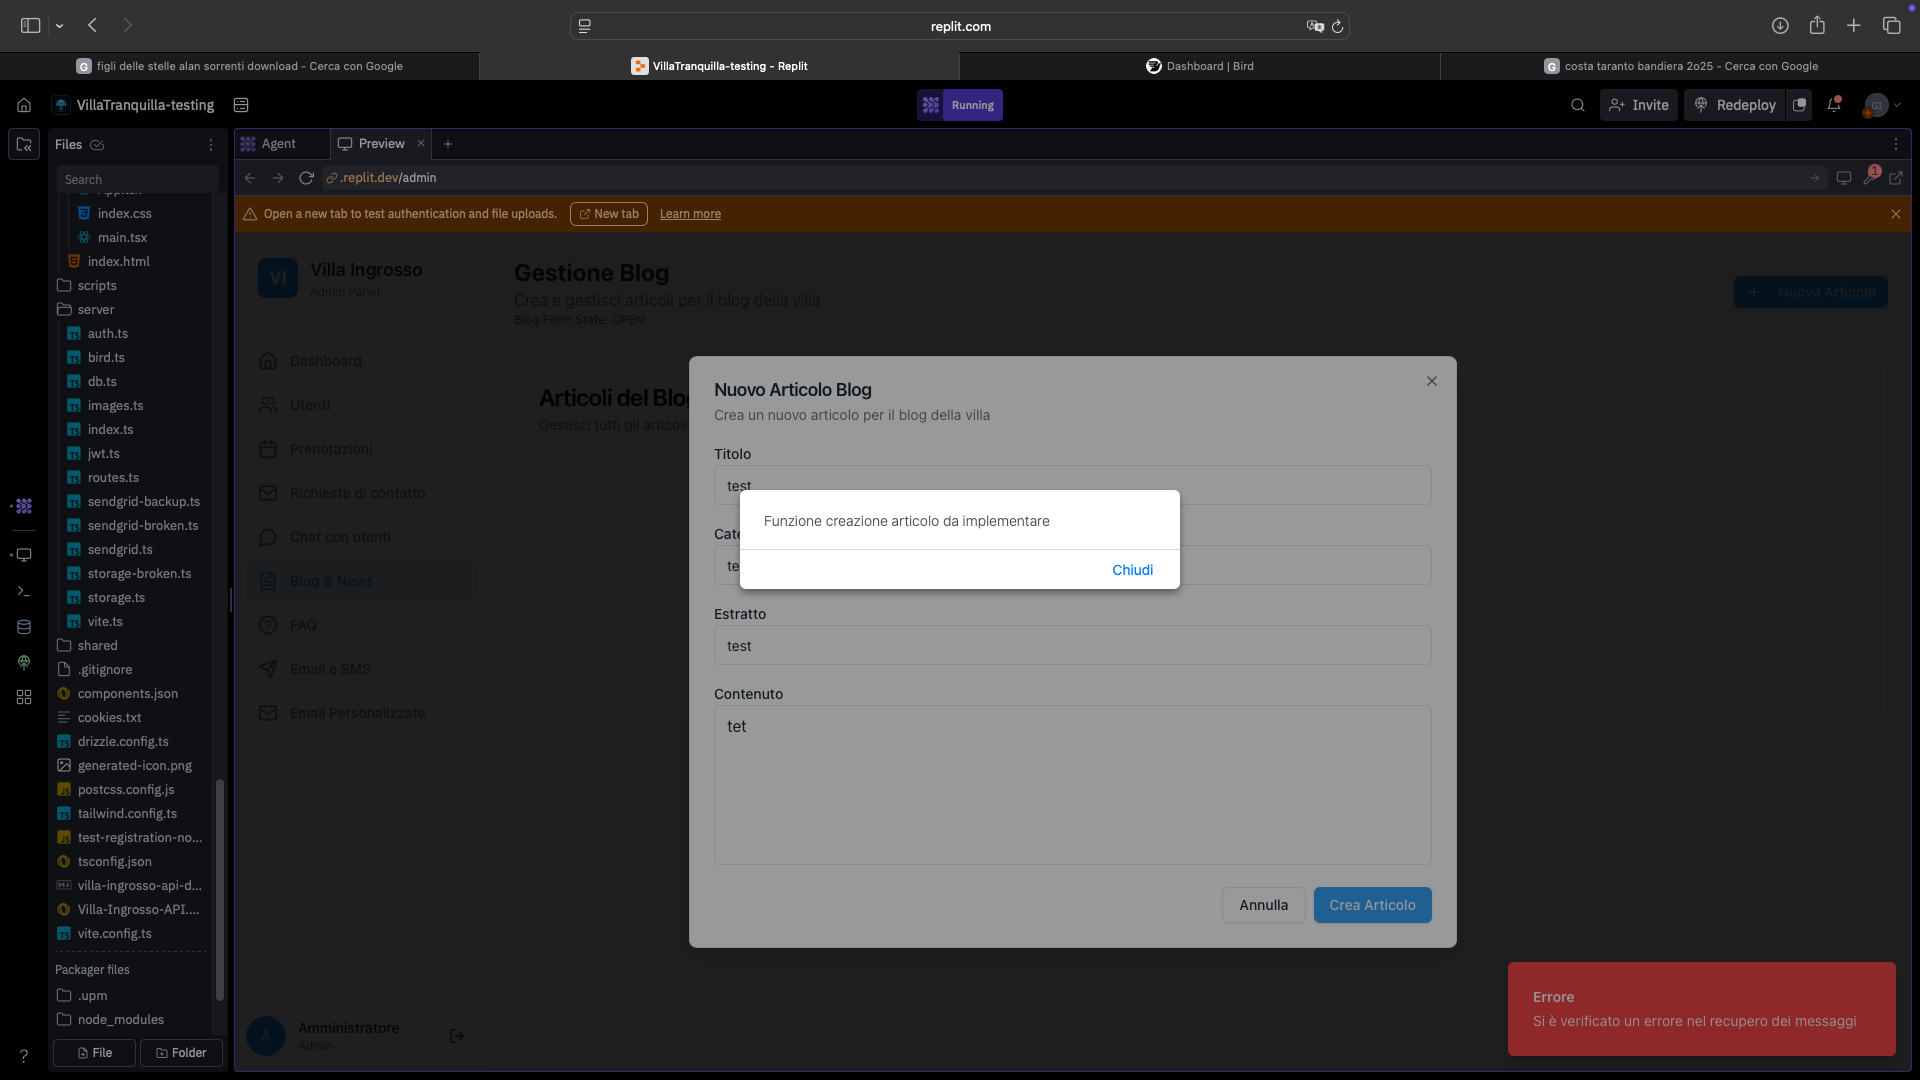 replit.com
figli delle stelle alan sorrenti download - Cerca con Google
VillaTranquilla-testing - Replit
Dashboard | Bird
costa taranto bandiera 2o25 - Cerca con Google
VillaTranquilla-testing
Running
Invite
Redeploy
GI
Files
Agent
Preview
Search
.replit.dev/admin
1
Open a new tab to test authentication and file uploads.
New tab
Learn more
index.css
main.tsx
index.html
scripts
server
auth.ts
bird.ts
db.ts
images.ts
index.ts
jwt.ts
routes.ts
sendgrid-backup.ts
sendgrid-broken.ts
sendgrid.ts
storage-broken.ts
storage.ts
vite.ts
shared
.gitignore
components.json
cookies.txt
drizzle.config.ts
generated-icon.png
postcss.config.js
tailwind.config.ts
test-registration-no...
tsconfig.json
villa-ingrosso-api-d...
Villa-Ingrosso-API....
vite.config.ts
Packager files
.upm
node_modules
File
Folder
VI
Villa Ingrosso
Admin Panel
Dashboard
Utenti
Prenotazioni
Richieste di contatto
Chat con utenti
Blog & News
FAQ
Email e SMS
Email Personalizzate
A
Amministratore
Admin
Gestione Blog
Crea e gestisci articoli per il blog della villa
Blog Form State: OPEN
Nuovo Articolo
Articoli del Blo
Gestisci tutti gli articoli
Nuovo Articolo Blog
Crea un nuovo articolo per il blog della villa
Titolo
test
Cate
te
Funzione creazione articolo da implementare
Chiudi
Estratto
test
Contenuto
tet
Annulla
Crea Articolo
Errore
Si è verificato un errore nel recupero dei messaggi